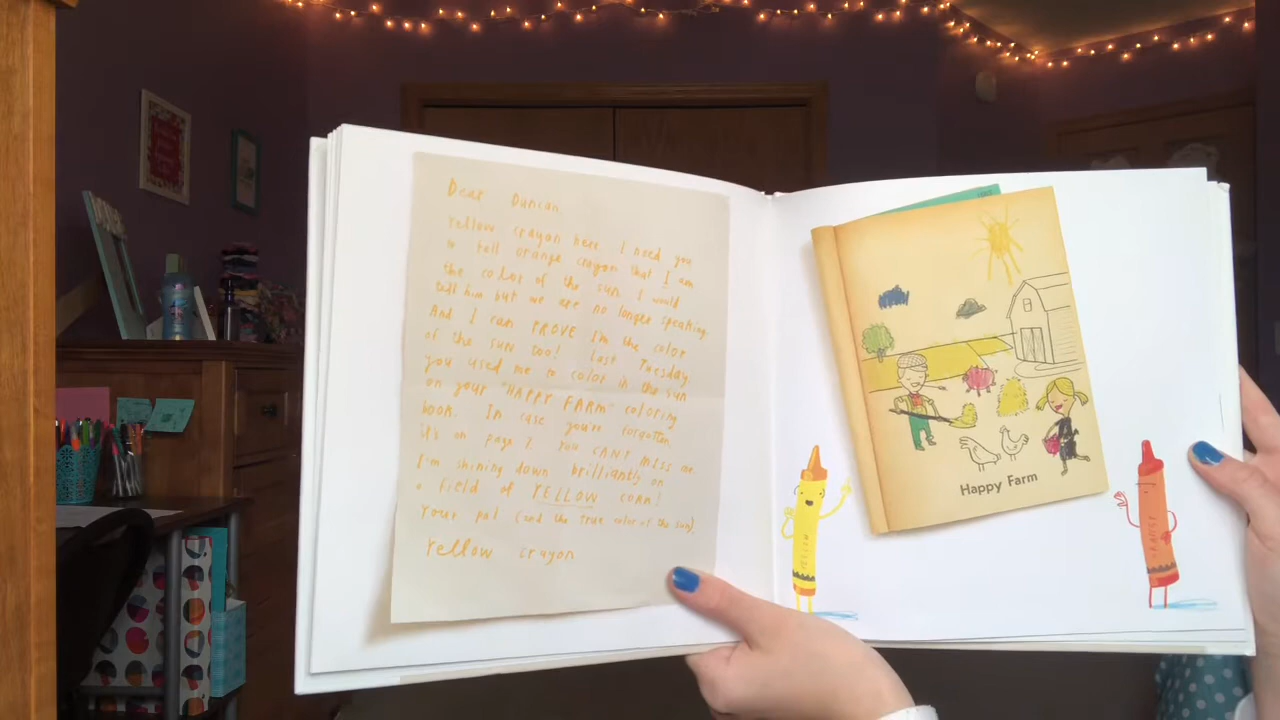 Dear Duncan
Yellow crayon here. I need you
to tell orange crayon that I am
the color of the sun. I would
tell him but we are no longer speaking.
And I can PROVE I'm the color
of the sun too! Last Tuesday,
you used me to color in the sun
on your "HAPPY FARM" coloring
book. In case you've forgotten,
it's on page 7. You CAN'T MISS me.
I'm shining down brilliantly on
a field of YELLOW corn!
Your pal (and the true color of the sun),
Yellow crayon
Happy Farm
YELLOW
ORANGE